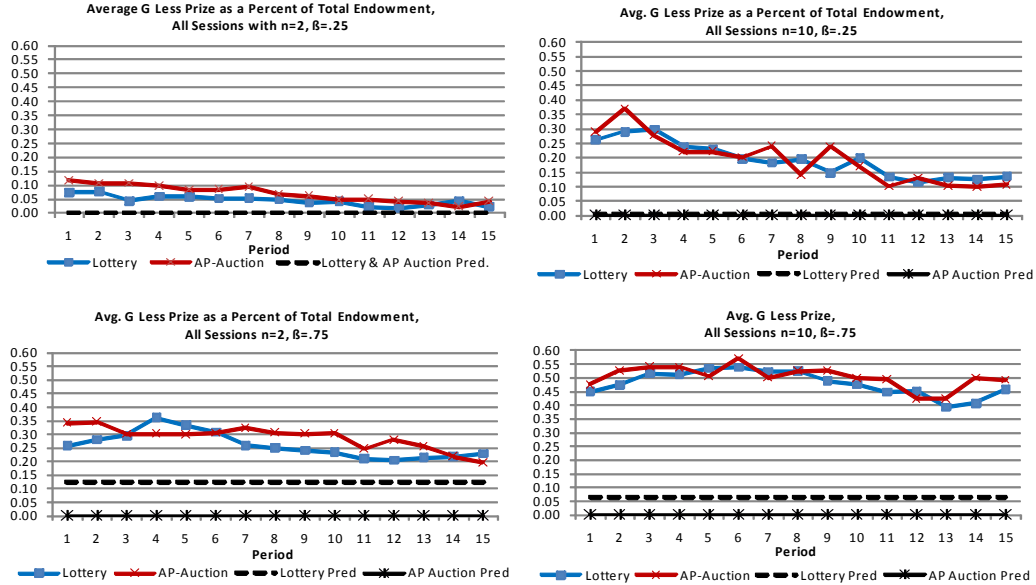 Average G Less Prize as a Percent of Total Endowment,
All Sessions with n=2, ß=.25
0.60
0.55
0.50
0.45
0.40
0.35
0.30
0.25
0.20
0.15
0.10
0.05
0.00
1 2 3 4 5 6 7 8 9 10 11 12 13 14 15
Period
Lottery AP-Auction Lottery & AP Auction Pred.
Avg. G Less Prize as a Percent of Total Endowment,
All Sessions n=10, ß=.25
0.60
0.55
0.50
0.45
0.40
0.35
0.30
0.25
0.20
0.15
0.10
0.05
0.00
1 2 3 4 5 6 7 8 9 10 11 12 13 14 15
Period
Lottery AP-Auction Lottery Pred AP Auction Pred
Avg. G Less Prize as a Percent of Total Endowment,
All Sessions n=2, ß=.75
0.60
0.55
0.50
0.45
0.40
0.35
0.30
0.25
0.20
0.15
0.10
0.05
0.00
1 2 3 4 5 6 7 8 9 10 11 12 13 14 15
Period
Lottery AP-Auction Lottery Pred AP Auction Pred
Avg. G Less Prize,
All Sessions n=10, ß=.75
0.60
0.55
0.50
0.45
0.40
0.35
0.30
0.25
0.20
0.15
0.10
0.05
0.00
1 2 3 4 5 6 7 8 9 10 11 12 13 14 15
Period
Lottery AP-Auction Lottery Pred AP Auction Pred